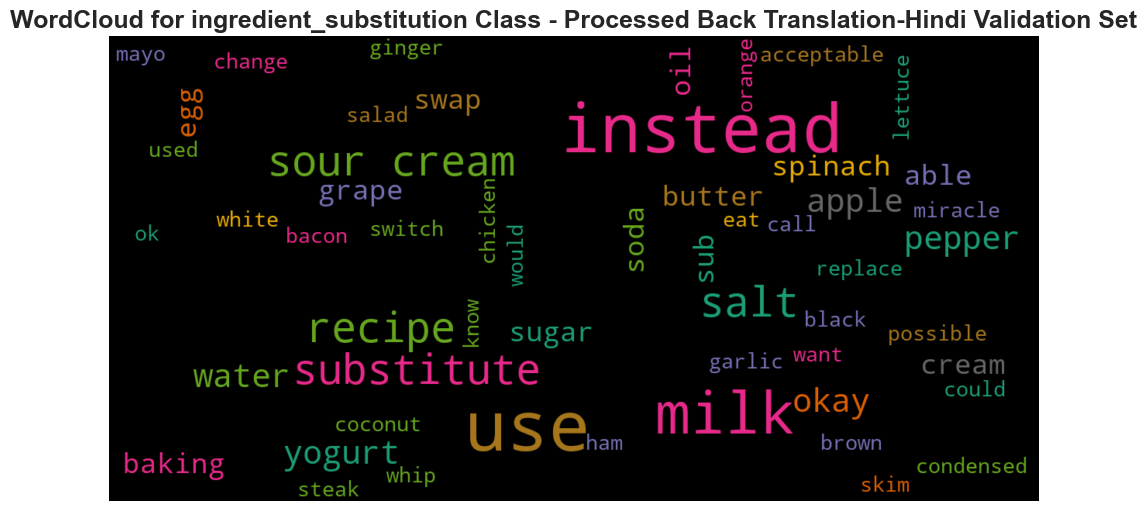 WordCloud for ingredient_substitution Class - Processed Back Translation-Hindi Validation Set
mayo
change
ginger
oil
orange
acceptable
egg
salad
swap
instead
lettuce
used
sour cream
grape
chicken
spinach
able
butter
apple
miracle
ok
white
bacon
switch
would
soda
sub
eat
call
pepper
replace
recipe
know
sugar
salt
black
possible
water
substitute
garlic
want
cream
could
coconut
use
milk
okay
ham
brown
baking
yogurt
whip
steak
condensed
skim